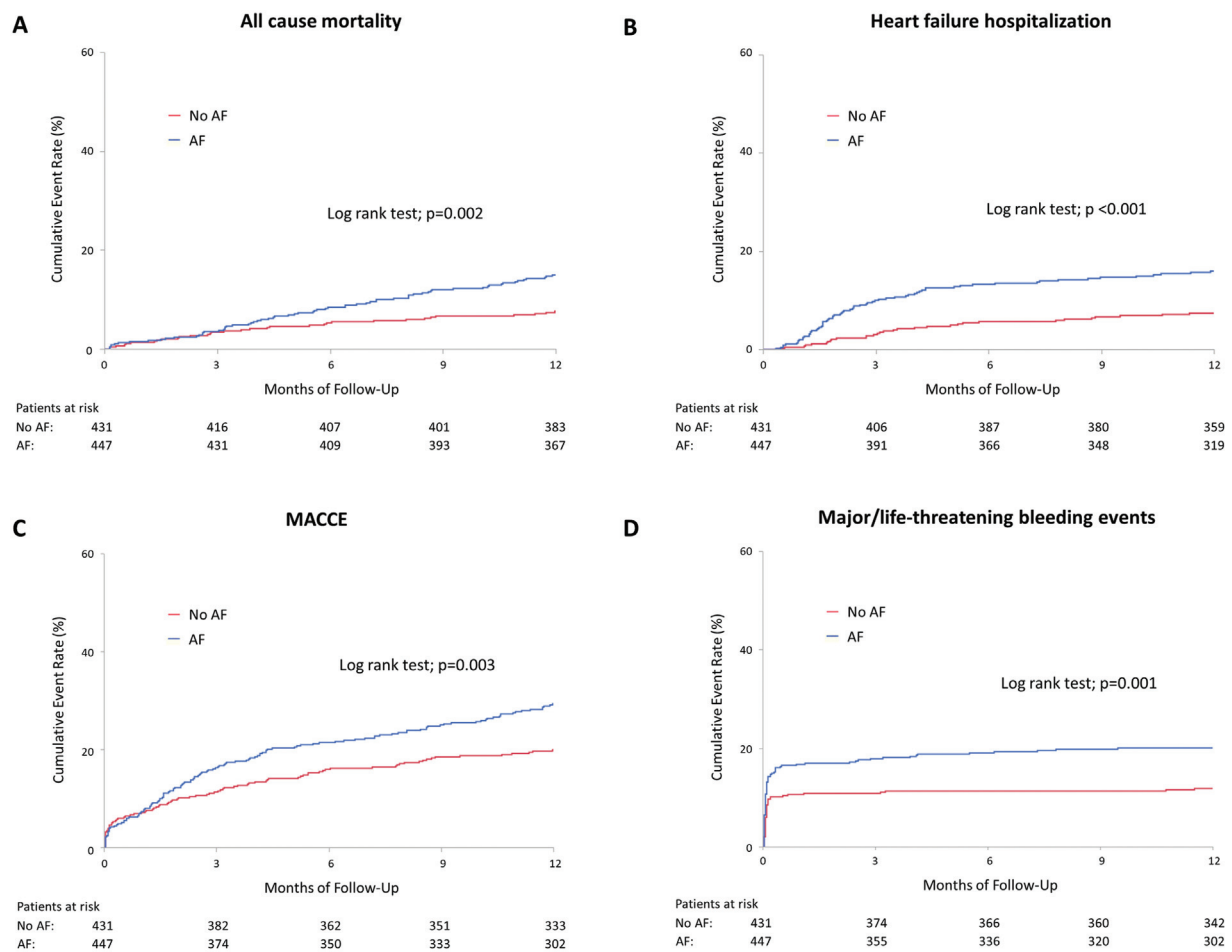 A
All cause mortality
60
40
20
0
Cumulative Event Rate (%)
No AF
AF
Log rank test; p=0.002
0 3 6 9 12
Months of Follow-Up
Patients at risk
No AF: 431 416 407 401 383
AF: 447 431 409 393 367
B
Heart failure hospitalization
60
40
20
0
Cumulative Event Rate (%)
No AF
AF
Log rank test; p <0.001
0 3 6 9 12
Months of Follow-Up
Patients at risk
No AF: 431 406 387 380 359
AF: 447 391 366 348 319
C
MACCE
60
40
20
0
Cumulative Event Rate (%)
No AF
AF
Log rank test; p=0.003
0 3 6 9 12
Months of Follow-Up
Patients at risk
No AF: 431 382 362 351 333
AF: 447 374 350 333 302
D
Major/life-threatening bleeding events
60
40
20
0
Cumulative Event Rate (%)
No AF
AF
Log rank test; p=0.001
0 3 6 9 12
Months of Follow-Up
Patients at risk
No AF: 431 374 366 360 342
AF: 447 355 336 320 302